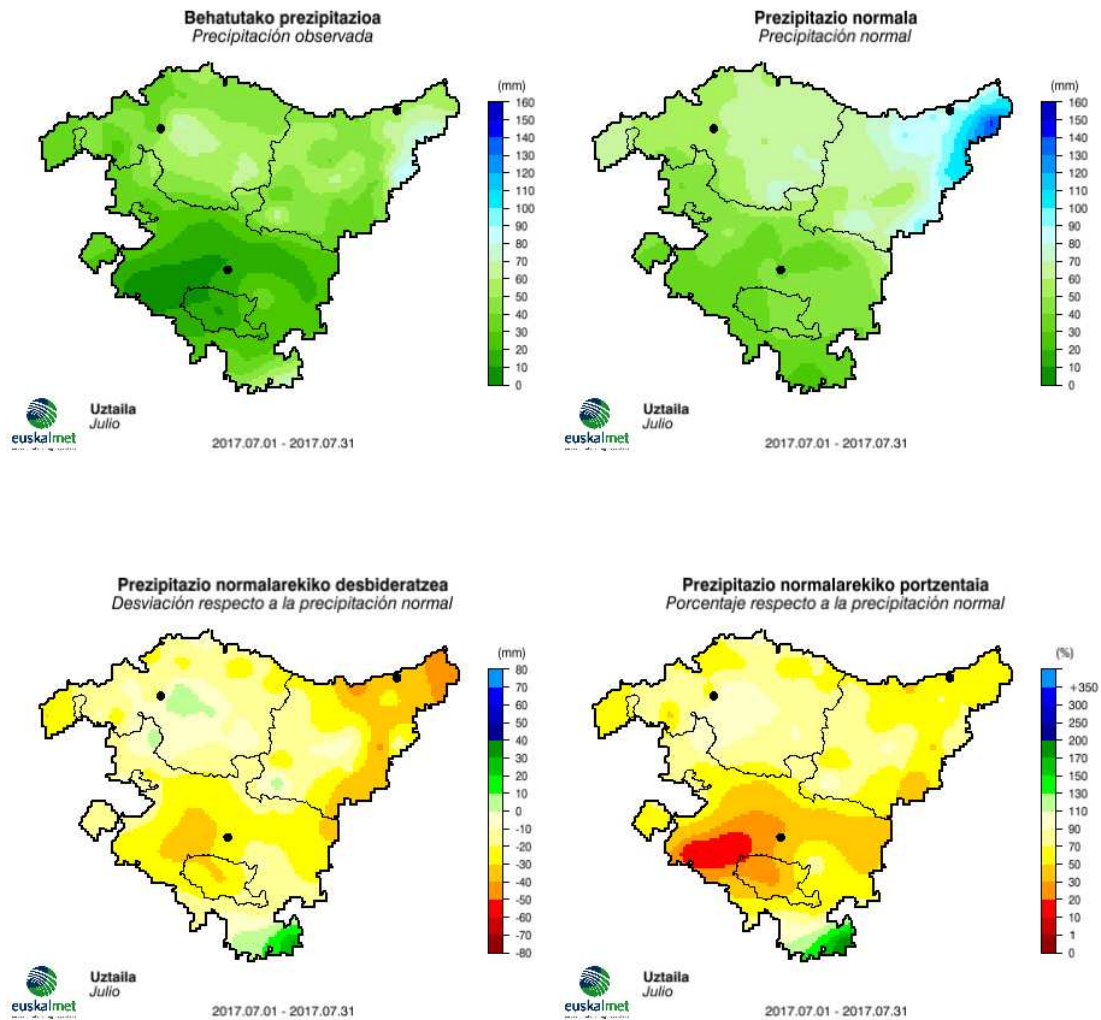 Behatutako prezipitazioa
Precipitación observada
(mm)
160
150
140
130
120
110
100
90
80
70
60
50
40
30
20
10
0
euskalmet
Uztaila
Julio
2017.07.01 - 2017.07.31
Prezipitazio normala
Precipitación normal
(mm)
160
150
140
130
120
110
100
90
80
70
60
50
40
30
20
10
0
euskalmet
Uztaila
Julio
2017.07.01 - 2017.07.31
Prezipitazio normalarekiko desbideratzea
Desviación respecto a la precipitación normal
(mm)
80
70
60
50
40
30
20
10
0
-10
-20
-30
-40
-50
-60
-70
-80
euskalmet
Uztaila
Julio
2017.07.01 - 2017.07.31
Prezipitazio normalarekiko portzentaia
Porcentaje respecto a la precipitación normal
(%)
+350
300
250
200
170
150
130
110
90
70
50
30
20
10
1
0
euskalmet
Uztaila
Julio
2017.07.01 - 2017.07.31